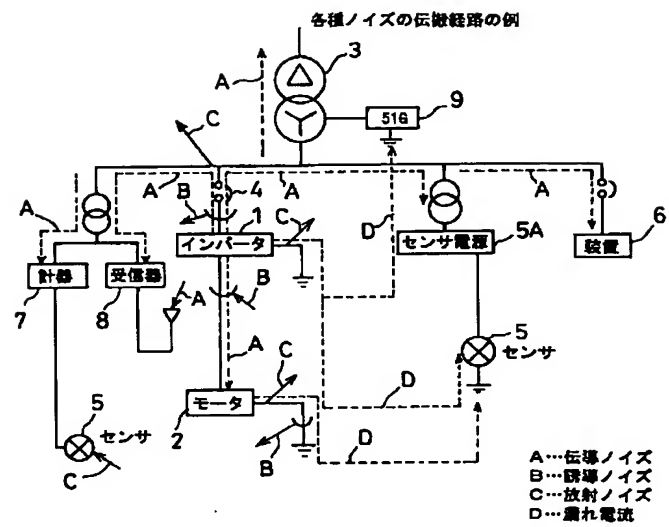 各種ノイズの伝搬経路の例
3
A
9
51G
C
A
B
4
A
A
1
C
6
A
インバータ
D
センサ電源
5A
装置
計器
受信器
7
8
A
B
A
C
5
センサ
モータ
2
D
5
センサ
C
B
D
A…伝導ノイズ
B…誘導ノイズ
C…放射ノイズ
D…漏れ電流